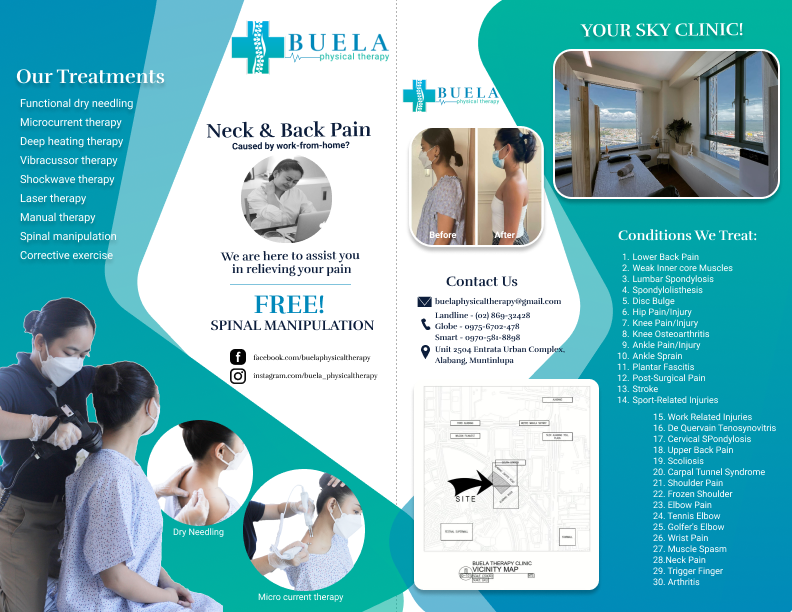 Our Treatments
Functional dry needling
Microcurrent therapy
Deep heating therapy
Vibracussor therapy
Shockwave therapy
Laser therapy
Manual therapy
Spinal manipulation
Corrective exercise
BUELA
physical therapy
Neck & Back Pain
Caused by work-from-home?
We are here to assist you
in relieving your pain
FREE!
SPINAL MANIPULATION
facebook.com/buelaphysicaltherapy
instagram.com/buela_physicaltherapy
Dry Needling
Micro current therapy
BUELA
physical therapy
Before
After
Contact Us
buelaphysicaltherapy@gmail.com
Landline - (02) 869-32428
Globe - 0975-6702-478
Smart - 0970-581-8898
Unit 2504 Entrata Urban Complex,
Alabang, Muntinlupa
SITE
BUELA THERAPY CLINIC
VICINITY MAP
YOUR SKY CLINIC!
Conditions We Treat:
1. Lower Back Pain
2. Weak Inner core Muscles
3. Lumbar Spondylosis
4. Spondylolisthesis
5. Disc Bulge
6. Hip Pain/Injury
7. Knee Pain/Injury
8. Knee Osteoarthritis
9. Ankle Pain/Injury
10. Ankle Sprain
11. Plantar Fascitis
12. Post-Surgical Pain
13. Stroke
14. Sport-Related Injuries
15. Work Related Injuries
16. De Quervain Tenosynovitris
17. Cervical SPondylosis
18. Upper Back Pain
19. Scoliosis
20. Carpal Tunnel Syndrome
21. Shoulder Pain
22. Frozen Shoulder
23. Elbow Pain
24. Tennis Elbow
25. Golfer's Elbow
26. Wrist Pain
27. Muscle Spasm
28.Neck Pain
29. Trigger Finger
30. Arthritis